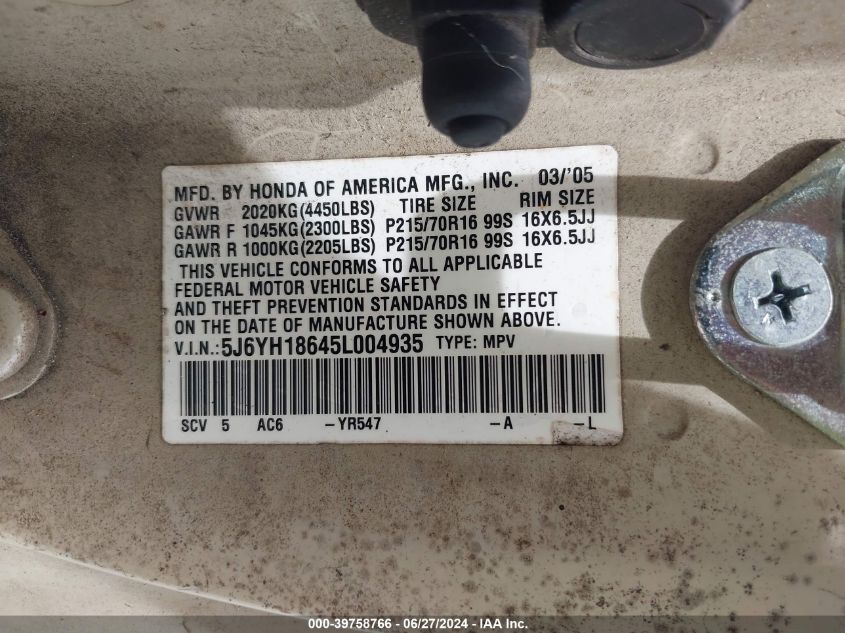 MFD. BY HONDA OF AMERICA MFG., INC. 03/'05
GVWR 2020KG(4450LBS) TIRE SIZE RIM SIZE
GAWR F 1045KG(2300LBS) P215/70R16 99S 16X6.5JJ
GAWR R 1000KG(2205LBS) P215/70R16 99S 16X6.5JJ
THIS VEHICLE CONFORMS TO ALL APPLICABLE
FEDERAL MOTOR VEHICLE SAFETY
AND THEFT PREVENTION STANDARDS IN EFFECT
ON THE DATE OF MANUFACTURE SHOWN ABOVE.
V.I.N.:5J6YH18645L004935 TYPE: MPV
SCV 5 AC6 -YR547 -A -L
000-39758766 - 06/27/2024 - IAA Inc.